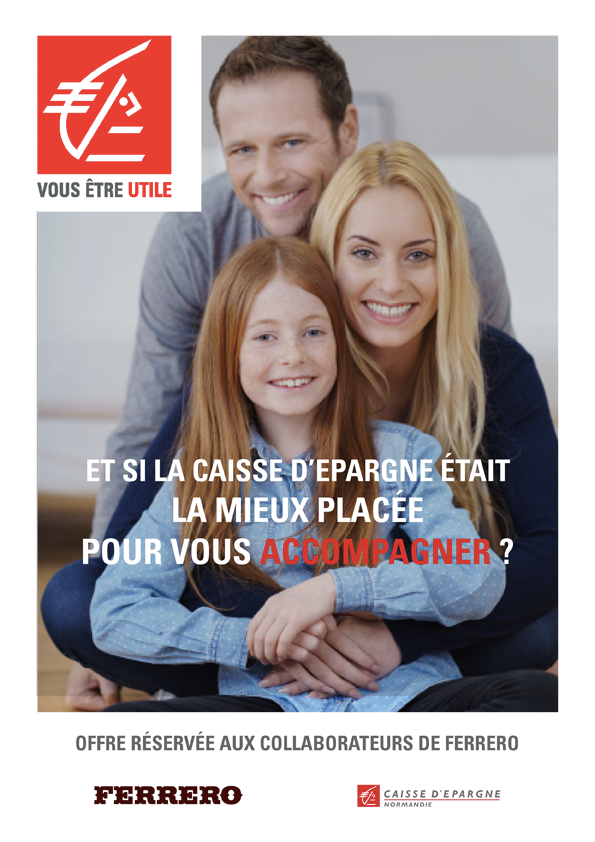 VOUS ÊTRE UTILE
ET SI LA CAISSE D'EPARGNE ÉTAIT
LA MIEUX PLACÉE
POUR VOUS ACCOMPAGNER ?
OFFRE RÉSERVÉE AUX COLLABORATEURS DE FERRERO
FERRERO
CAISSE D'EPARGNE
NORMANDIE